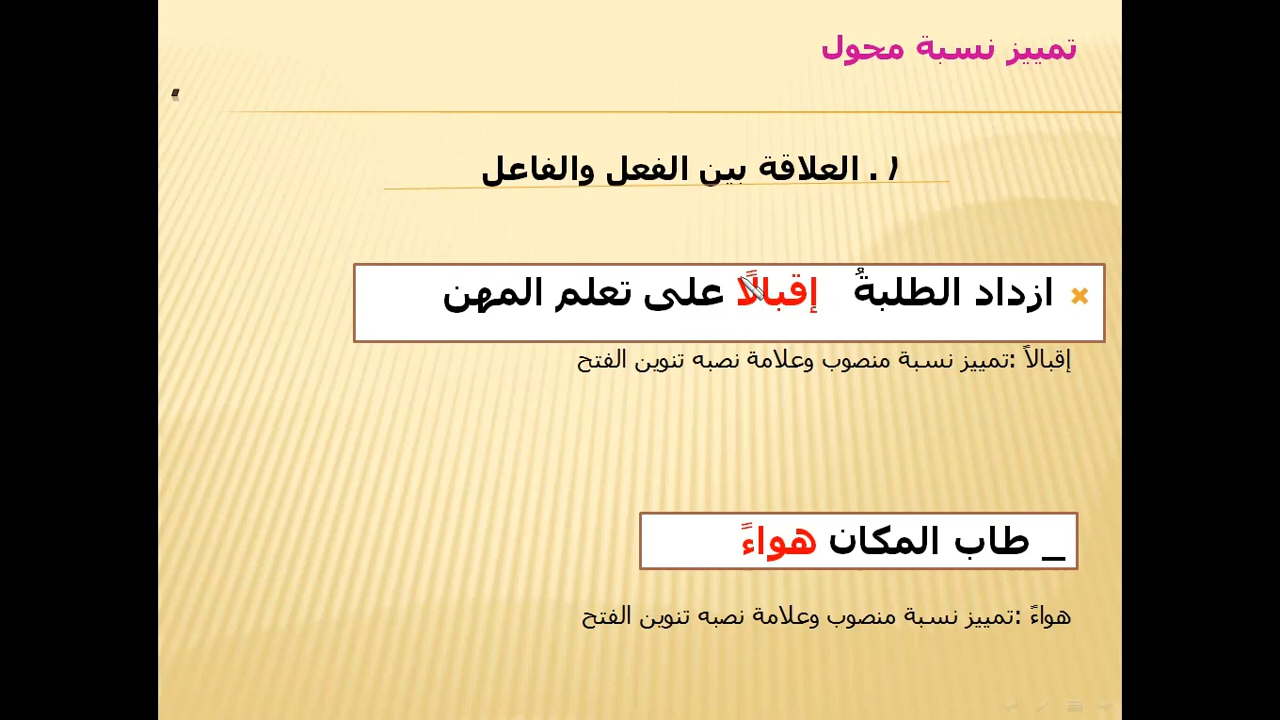 تمييز نسبة محول
١. العلاقة بين الفعل والفاعل
ازداد الطلبةُ إقبالًا على تعلم المهن
إقبالاً :تمييز نسبة منصوب وعلامة نصبه تنوين الفتح
_ طاب المكان هواءً
هواءً :تمييز نسبة منصوب وعلامة نصبه تنوين الفتح